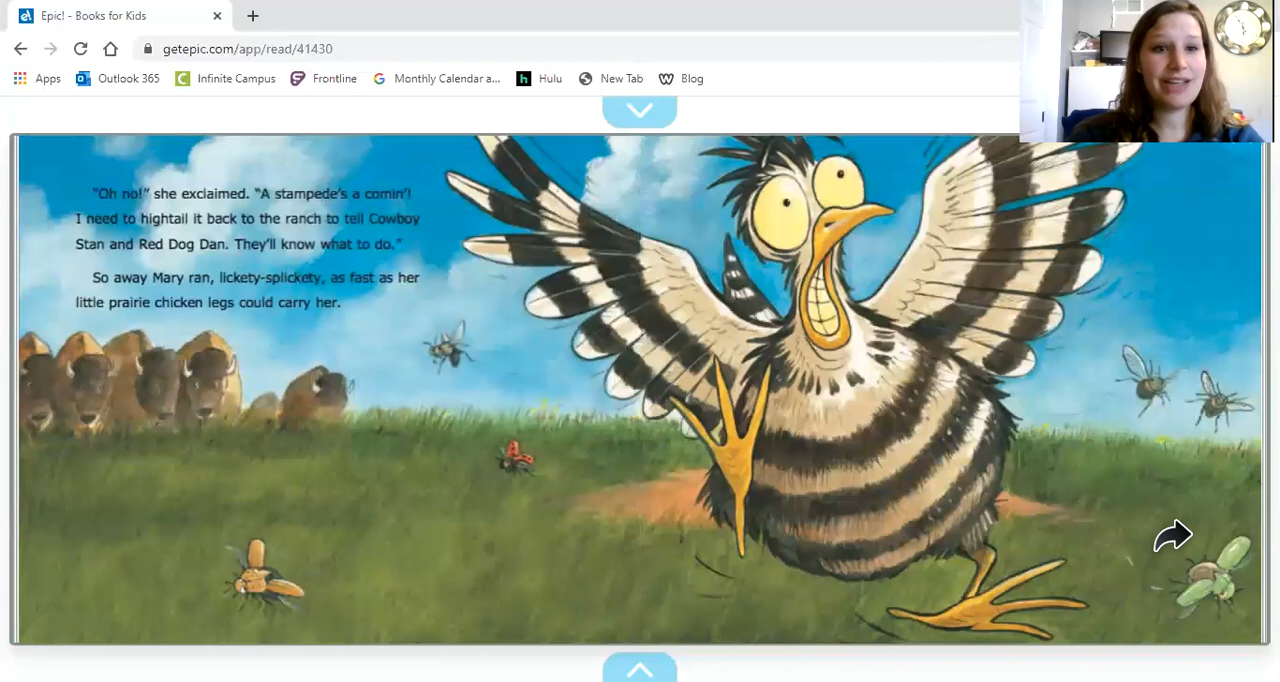 Epic! - Books for Kids
getepic.com/app/read/41430
Apps Outlook 365 Infinite Campus Frontline Monthly Calendar a... Hulu New Tab Blog
"Oh no!" she exclaimed. "A stampede's a comin'!
I need to hightail it back to the ranch to tell Cowboy
Stan and Red Dog Dan. They'll know what to do."
So away Mary ran, lickety-splickety, as fast as her
little prairie chicken legs could carry her.